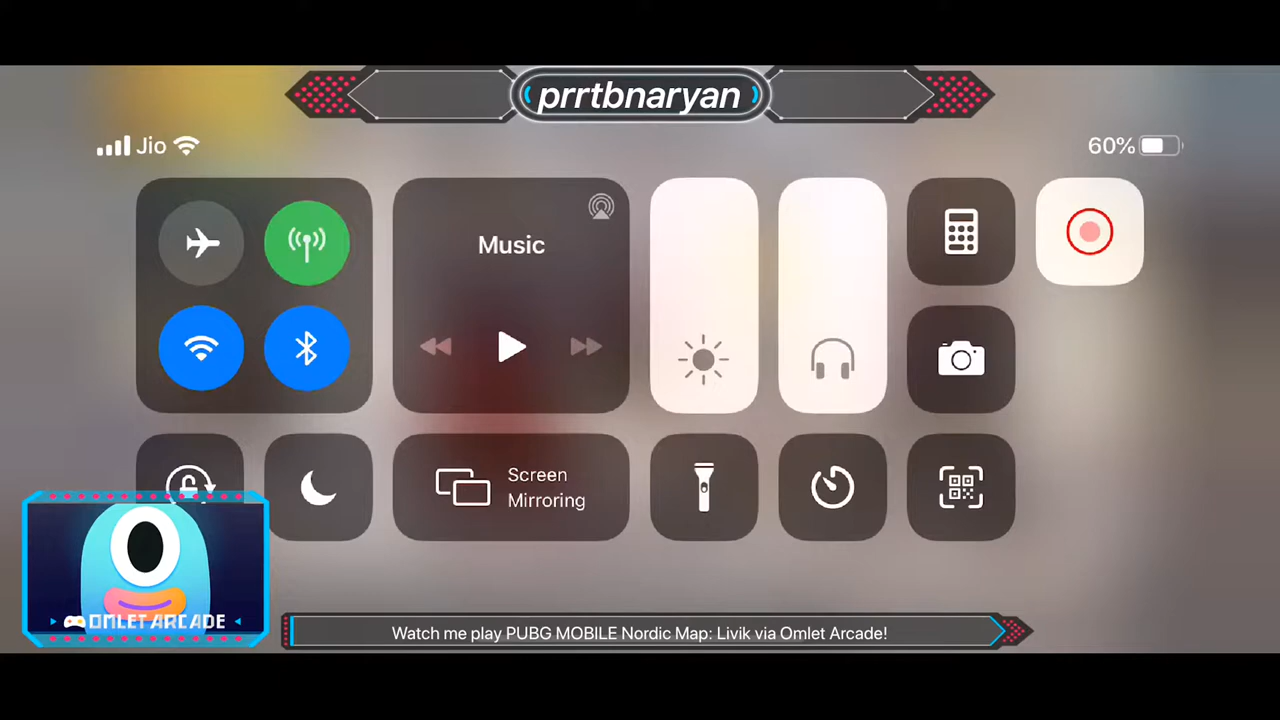 prrtbnaryan
Jio
60%
Music
Screen
Mirroring
OMLET ARCADE
Watch me play PUBG MOBILE Nordic Map: Livik via Omlet Arcade!